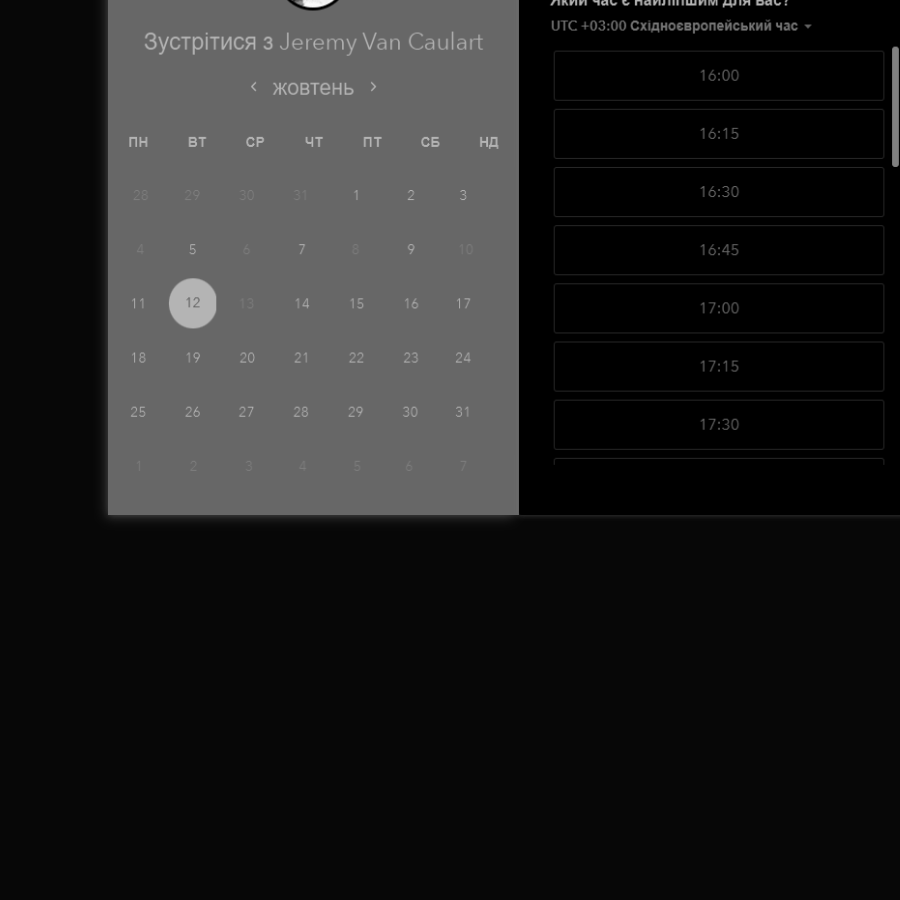 Зустрітися з Jeremy Van Caulart
жовтень
ПН ВТ СР ЧТ ПТ СБ НД
28 29 30 31 1 2 3
4 5 6 7 8 9 10
11 12 13 14 15 16 17
18 19 20 21 22 23 24
25 26 27 28 29 30 31
1 2 3 4 5 6 7
Який час є найліпшим для вас?
UTC +03:00 Східноєвропейський час
16:00
16:15
16:30
16:45
17:00
17:15
17:30